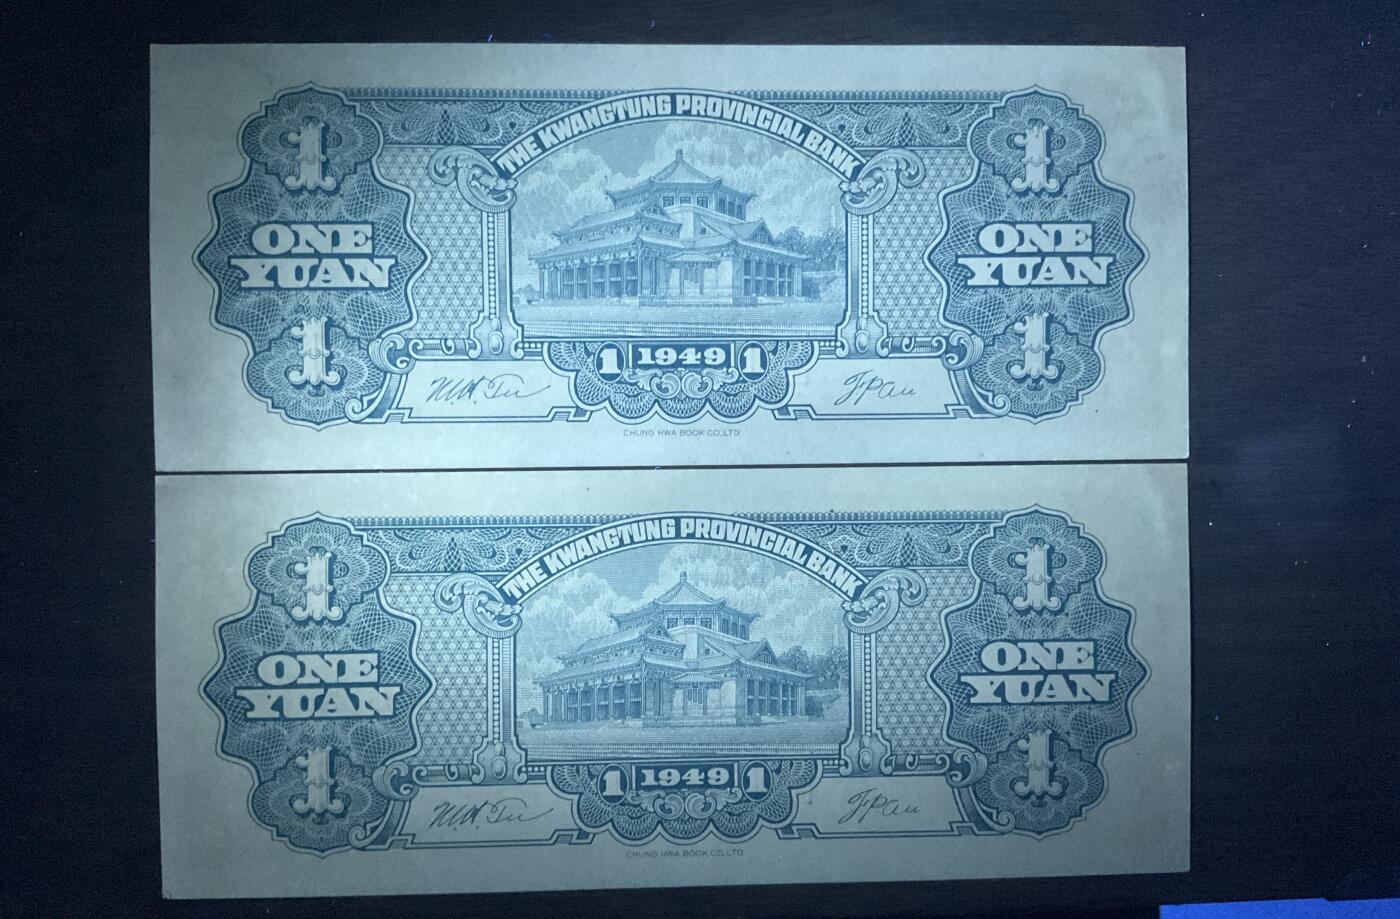 THE KWANGTUNG PROVINCIAL BANK
1 1
ONE YUAN ONE YUAN
1 1949 1
1 1
CHUNG HWA BOOK CO., LTD
THE KWANGTUNG PROVINCIAL BANK
1 1
ONE YUAN ONE YUAN
1 1949 1
1 1
CHUNG HWA BOOK CO., LTD